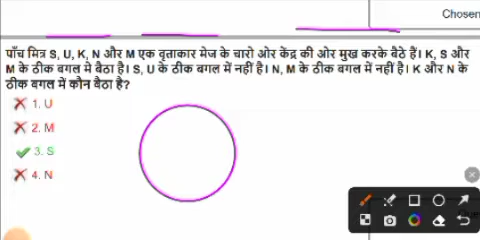 Chosen
पाँच मित्र S, U, K, N और M एक वृताकार मेज के चारो ओर केंद्र की ओर मुख करके बैठे हैं। K, S और
M के ठीक बगल मे बैठा है। S, U के ठीक बगल में नहीं है। N, M के ठीक बगल में नहीं है। K और N के
ठीक बगल में कौन बैठा है?
1. U
2. M
3. S
4. N